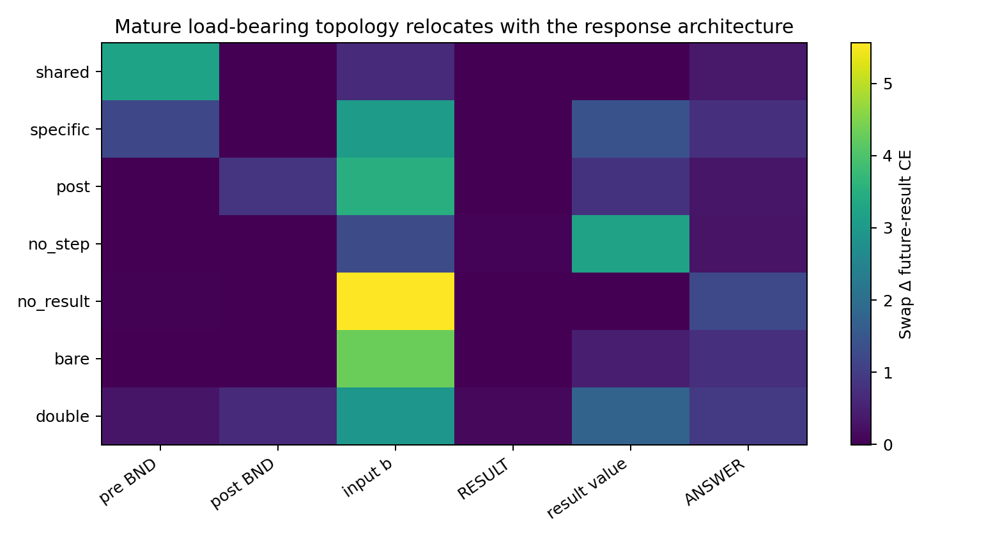 Mature load-bearing topology relocates with the response architecture
shared
specific
post
no_step
no_result
bare
double
pre BND
post BND
input b
RESULT
result value
ANSWER
5
4
3
2
1
0
Swap Δ future-result CE